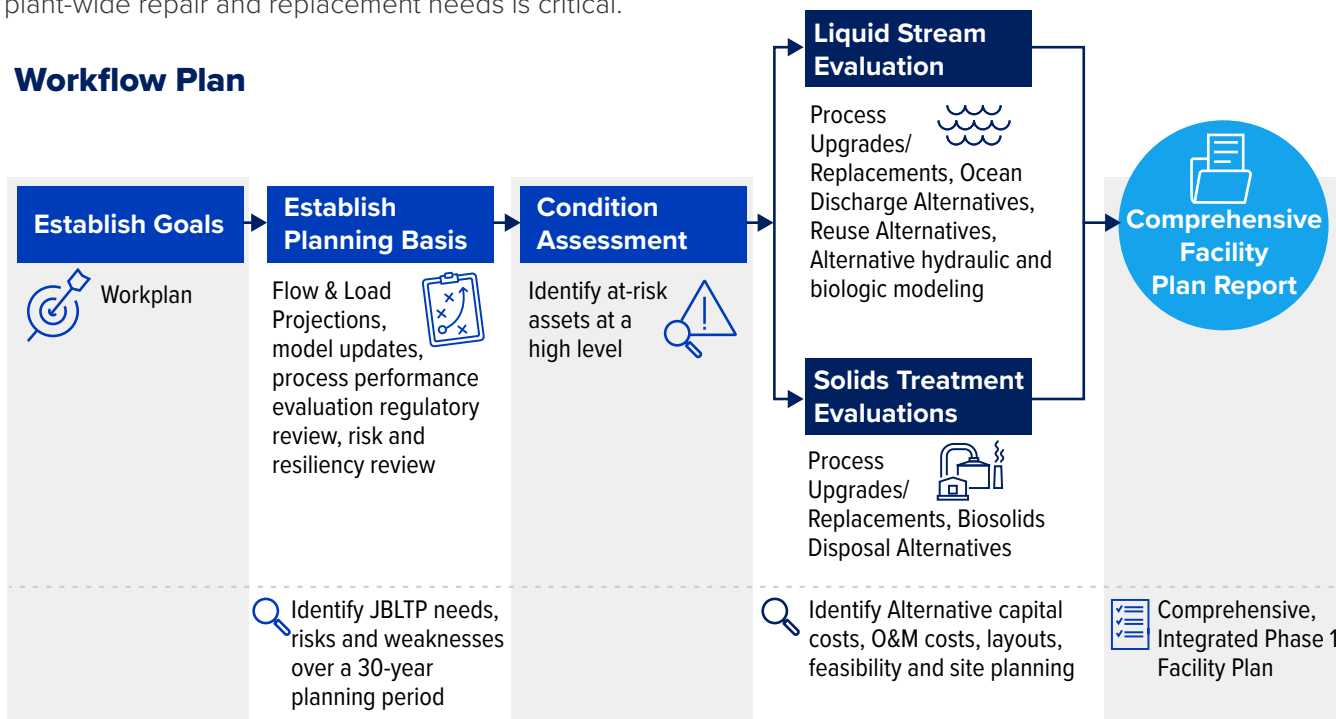 plant-wide repair and replacement needs is critical.
Workflow Plan
Establish Goals
Workplan
Establish
Planning Basis
Flow & Load
Projections,
model updates,
process performance
evaluation regulatory
review, risk and
resiliency review
Identify JBLTP needs,
risks and weaknesses
over a 30-year
planning period
Condition
Assessment
Identify at-risk
assets at a
high level
Liquid Stream
Evaluation
Process
Upgrades/
Replacements, Ocean
Discharge Alternatives,
Reuse Alternatives,
Alternative hydraulic and
biologic modeling
Solids Treatment
Evaluations
Process
Upgrades/
Replacements, Biosolids
Disposal Alternatives
Identify Alternative capital
costs, O&M costs, layouts,
feasibility and site planning
Comprehensive
Facility
Plan Report
Comprehensive,
Integrated Phase 1
Facility Plan